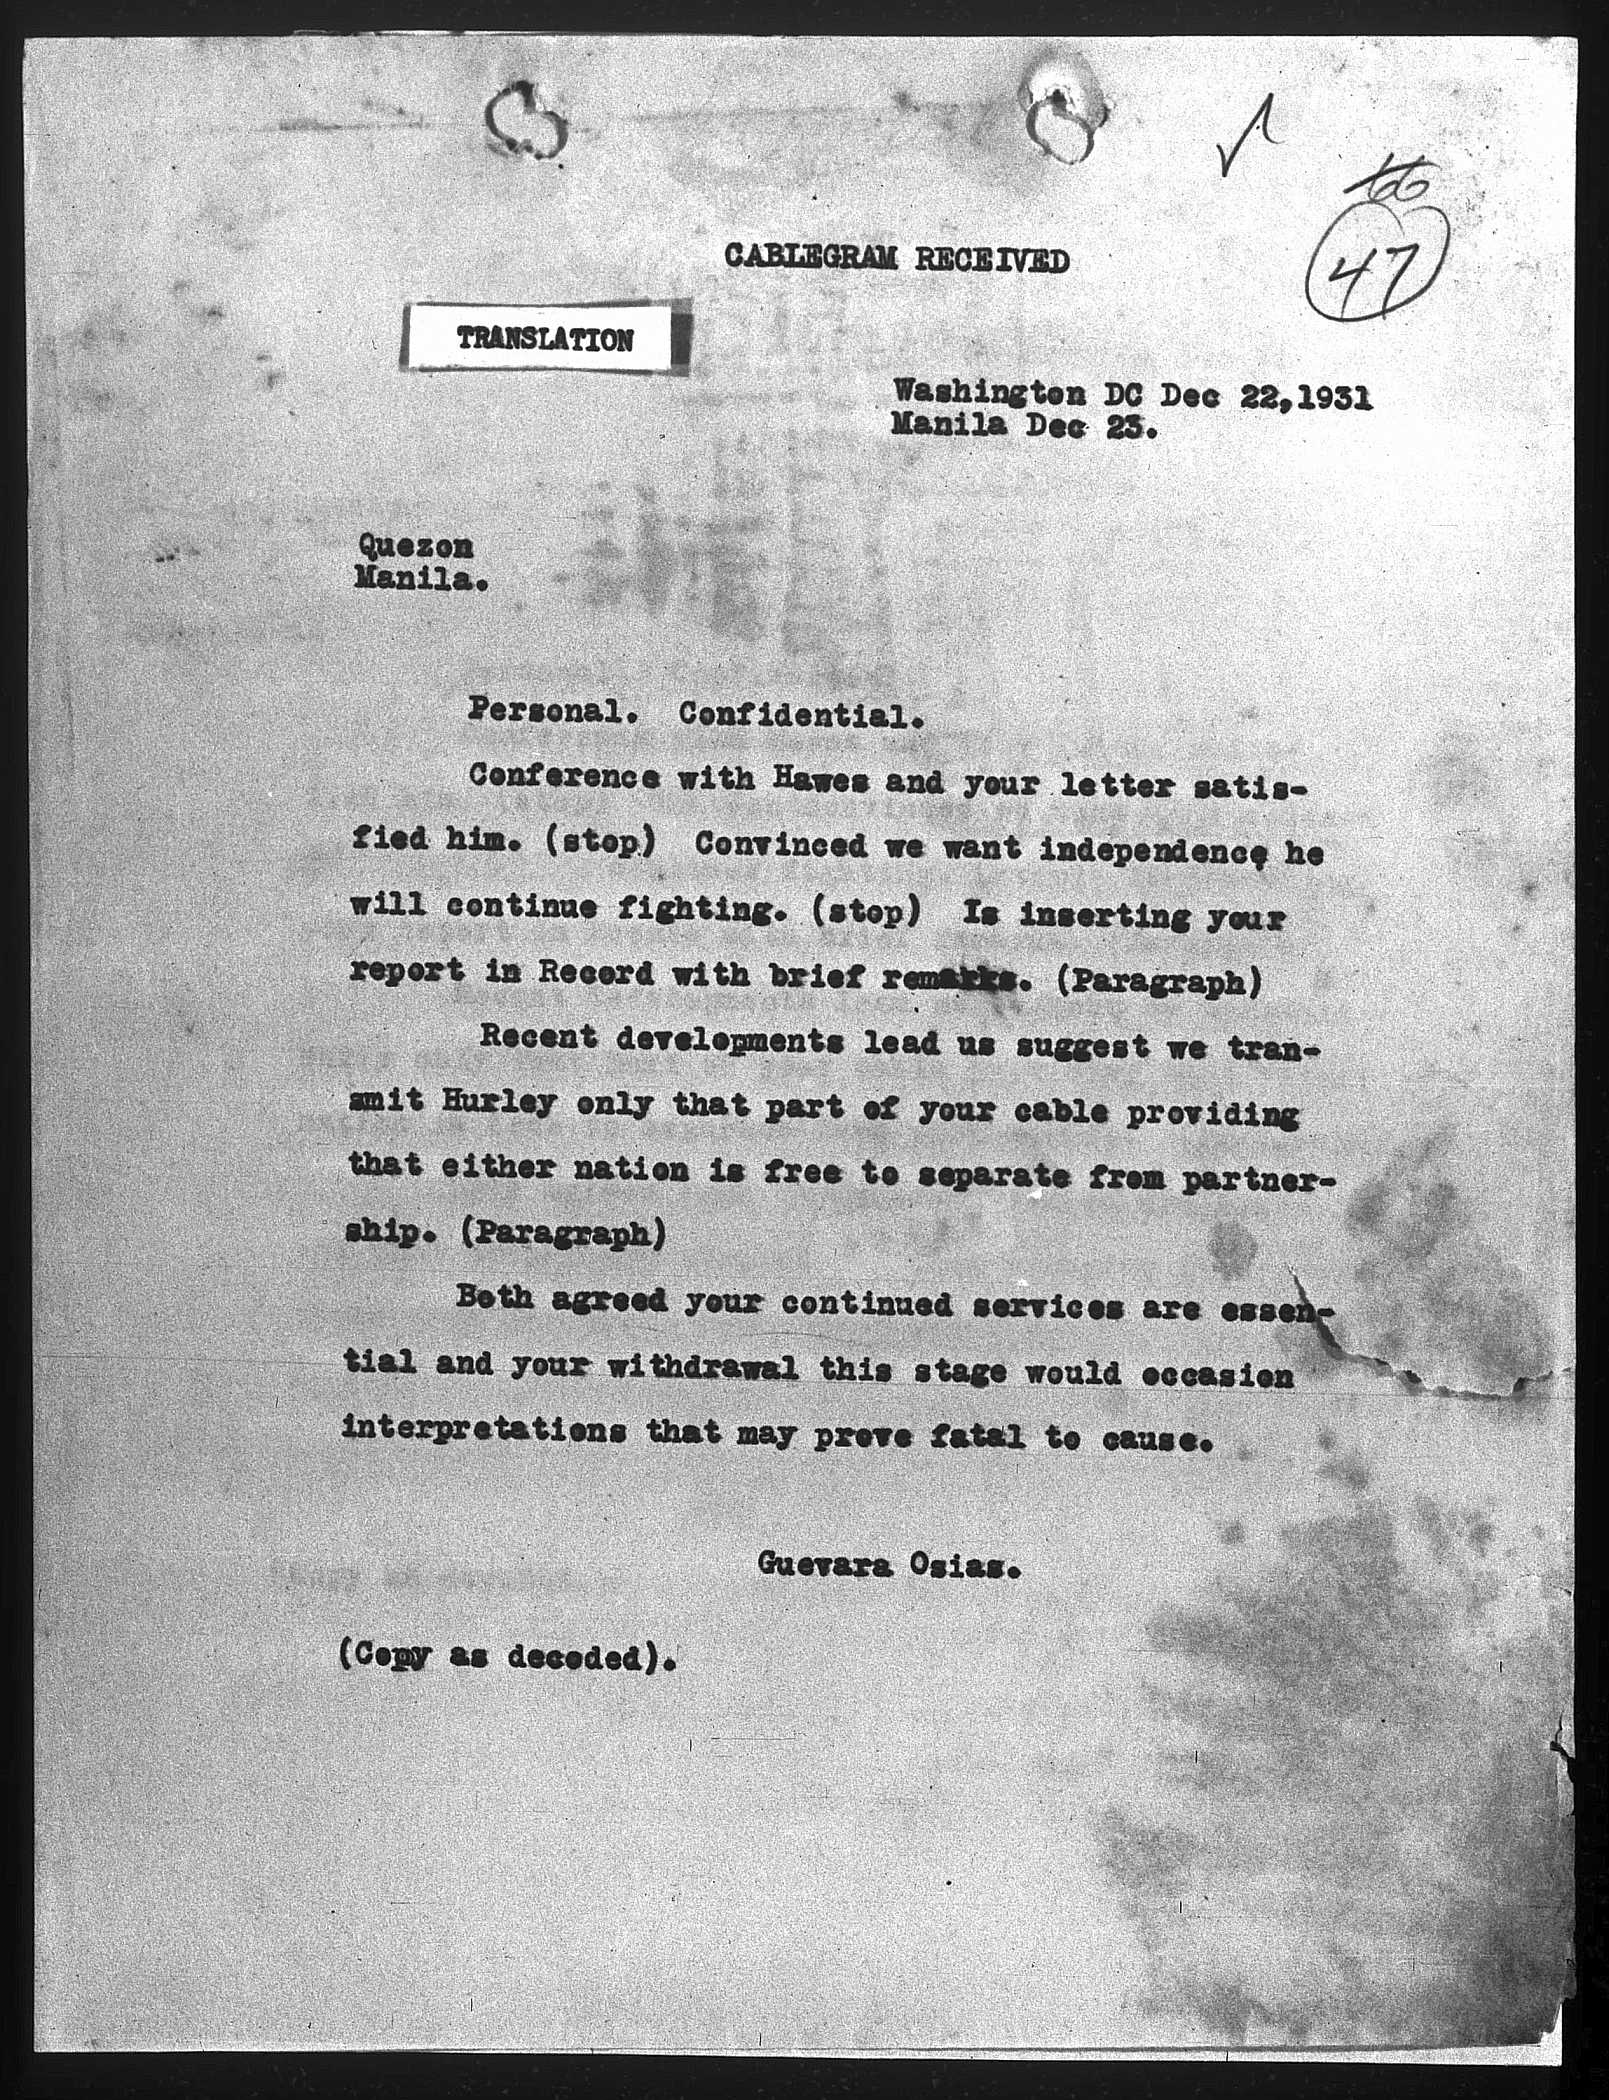 66
47
CABLEGRAM RECEIVED
TRANSLATION
Washington DC Dec 22,1931
Manila Dec 23.
Quezon
Manila.
Personal. Confidential.
Conference with Hawes and your letter satis-
fied him. (stop) Convinced we want independence he
will continue fighting. (stop) Is inserting your
report in Record with brief remarks. (Paragraph)
Recent developments lead us suggest we tran-
smit Hurley only that part of your cable providing
that either nation is free to separate from partner-
ship. (Paragraph)
Both agreed your continued services are essen-
tial and your withdrawal this stage would occasion
interpretations that may prove fatal to cause.
Guevara Osias.
(Copy as decoded).